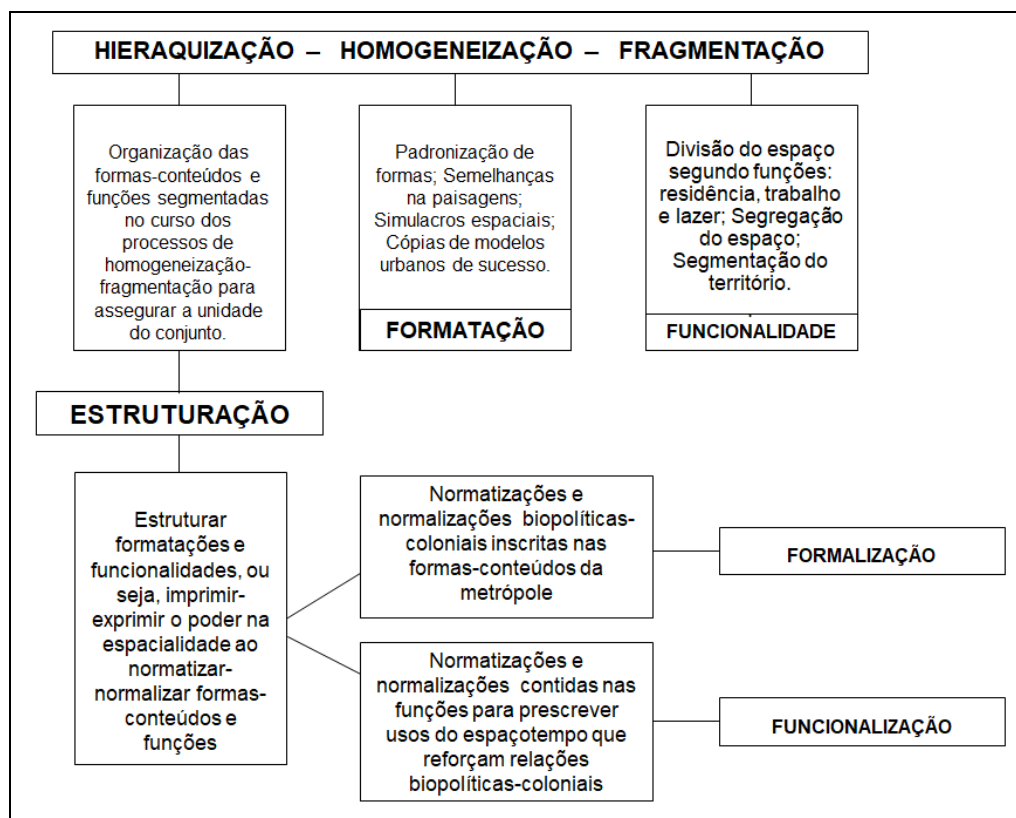 HIERAQUIZAÇÃO – HOMOGENEIZAÇÃO – FRAGMENTAÇÃO
Organização das
formas-conteúdos e
funções segmentadas
no curso dos
processos de
homogeneização-
fragmentação para
assegurar a unidade
do conjunto.
Padronização de
formas; Semelhanças
na paisagens;
Simulacros espaciais;
Cópias de modelos
urbanos de sucesso.
FORMATAÇÃO
Divisão do espaço
segundo funções:
residência, trabalho
e lazer; Segregação
do espaço;
Segmentação do
território.
FUNCIONALIDADE
ESTRUTURAÇÃO
Estruturar
formatações e
funcionalidades, ou
seja, imprimir-
exprimir o poder na
espacialidade ao
normatizar-
normalizar formas-
conteúdos e
funções
Normatizações e
normalizações biopolíticas-
coloniais inscritas nas
formas-conteúdos da
metrópole
FORMALIZAÇÃO
Normatizações e
normalizações contidas nas
funções para prescrever
usos do espaçotempo que
reforçam relações
biopolíticas-coloniais
FUNCIONALIZAÇÃO